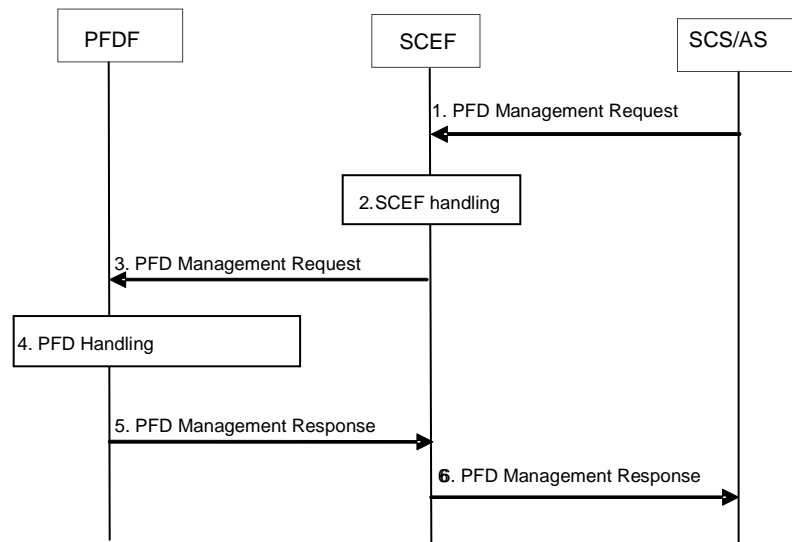 PFDF
SCEF
SCS/AS
1. PFD Management Request
2.SCEF handling
3. PFD Management Request
4. PFD Handling
5. PFD Management Response
6. PFD Management Response